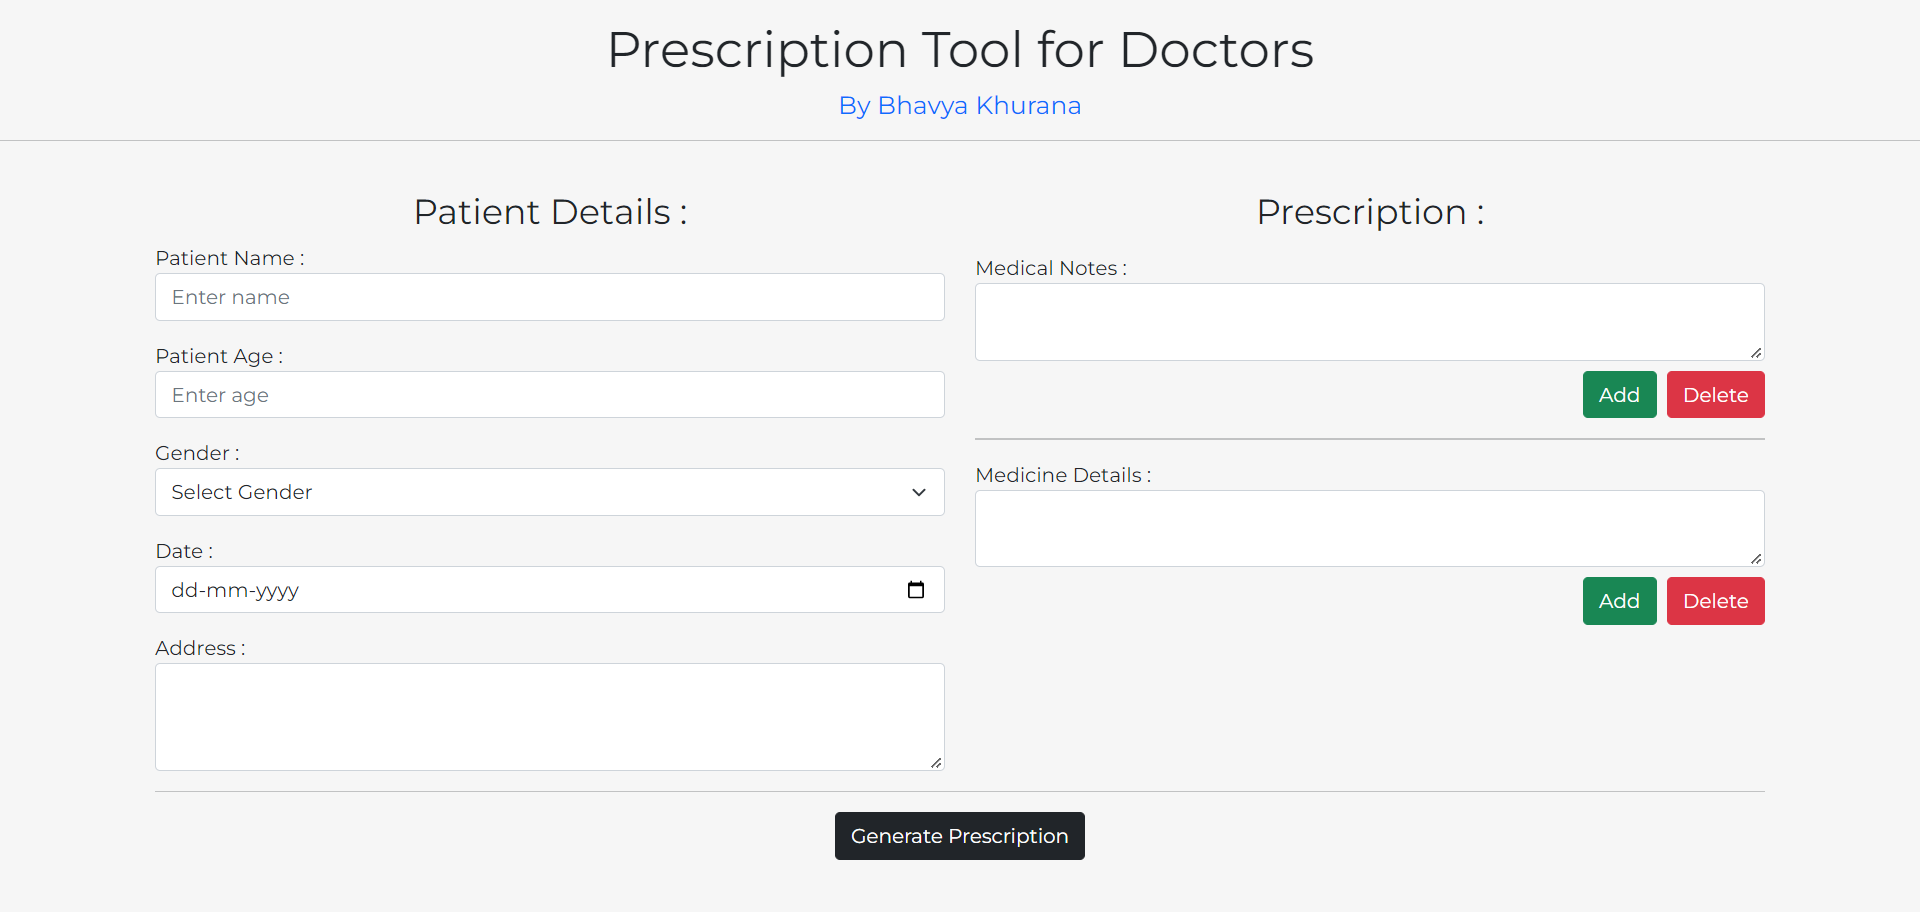 Prescription Tool for Doctors
By Bhavya Khurana
Patient Details :
Patient Name :
Enter name
Patient Age :
Enter age
Gender :
Select Gender
Date :
dd-mm-yyyy
Address :
Prescription :
Medical Notes :
Add Delete
Medicine Details :
Add Delete
Generate Prescription